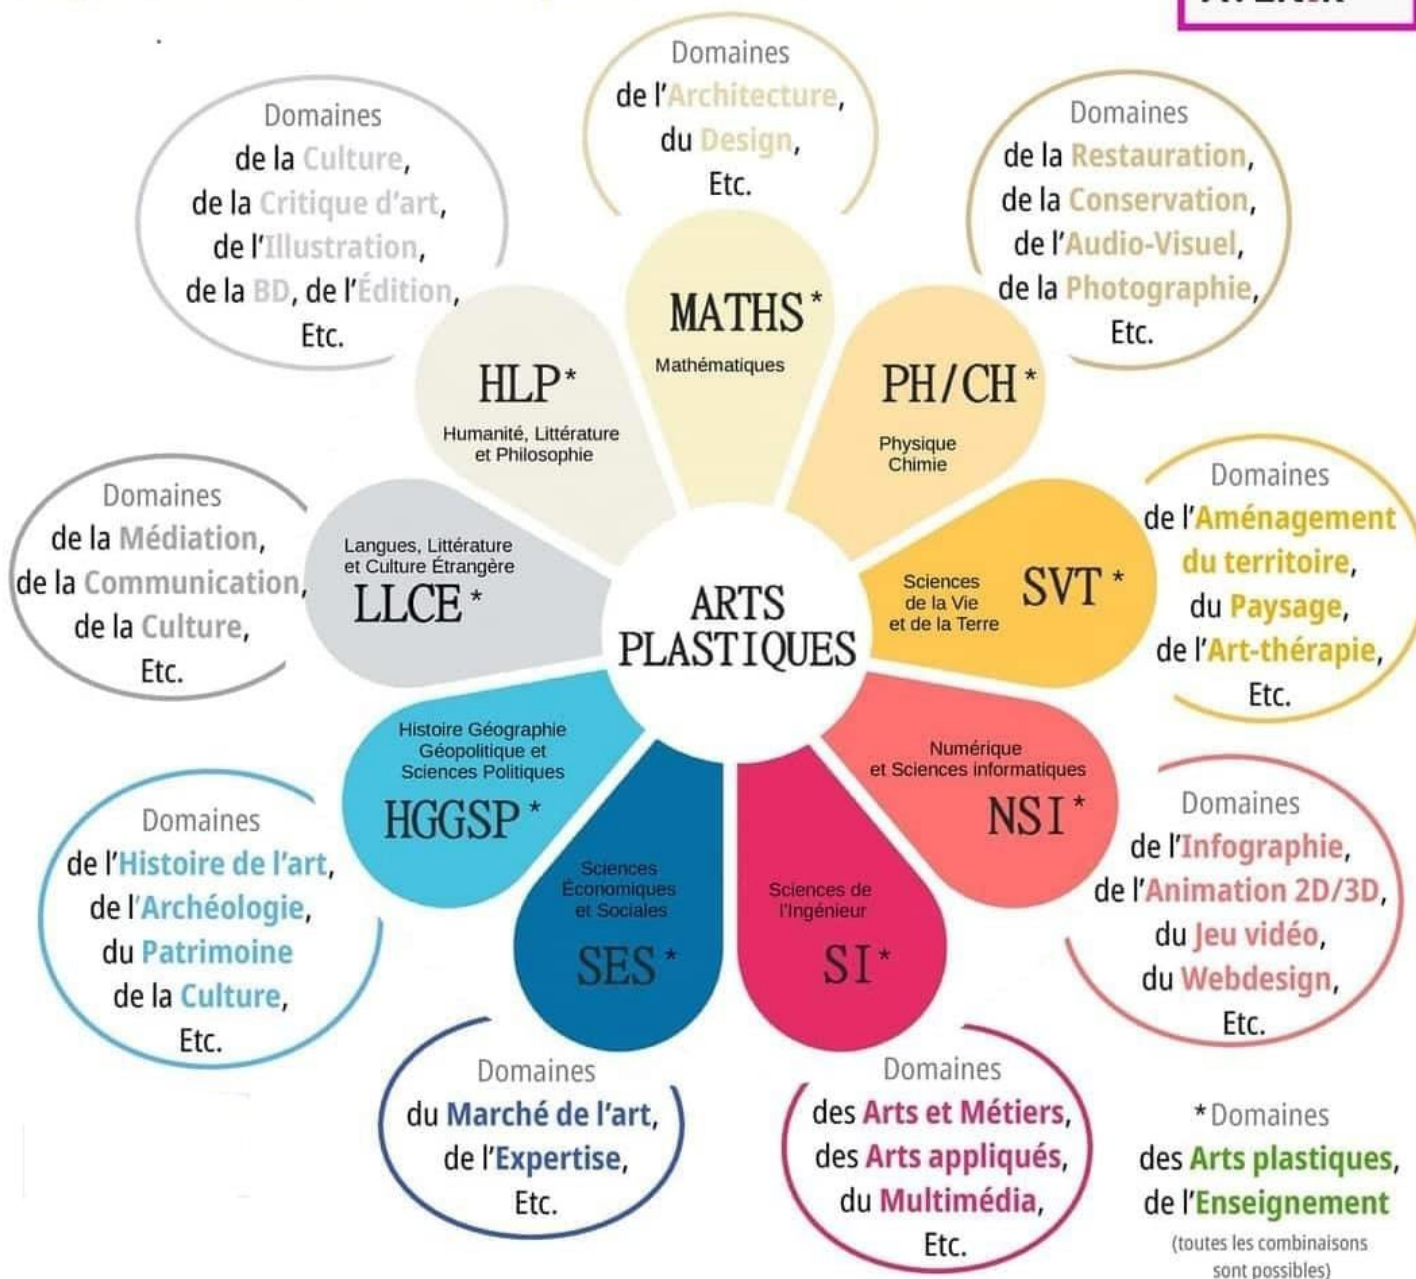 Domaines
de l'Architecture,
du Design,
Etc.
Domaines
de la Culture,
de la Critique d'art,
de l'Illustration,
de la BD, de l'Édition,
Etc.
Domaines
de la Restauration,
de la Conservation,
de l'Audio-Visuel,
de la Photographie,
Etc.
MATHS*
Mathématiques
HLP*
Humanité, Littérature
et Philosophie
PH/CH*
Physique
Chimie
Domaines
de la Médiation,
de la Communication,
de la Culture,
Etc.
Langues, Littérature
et Culture Étrangère
LLCE*
ARTS
PLASTIQUES
Sciences
de la Vie
et de la Terre
SVT*
Domaines
de l'Aménagement
du territoire,
du Paysage,
de l'Art-thérapie,
Etc.
Histoire Géographie
Géopolitique et
Sciences Politiques
HGGSP*
Numérique
et Sciences informatiques
NSI*
Domaines
de l'Histoire de l'art,
de l'Archéologie,
du Patrimoine
de la Culture,
Etc.
Sciences
Économiques
et Sociales
SES*
Sciences de
l'Ingénieur
SI*
Domaines
de l'Infographie,
de l'Animation 2D/3D,
du Jeu vidéo,
du Webdesign,
Etc.
Domaines
du Marché de l'art,
de l'Expertise,
Etc.
Domaines
des Arts et Métiers,
des Arts appliqués,
du Multimédia,
Etc.
*Domaines
des Arts plastiques,
de l'Enseignement
(toutes les combinaisons
sont possibles)